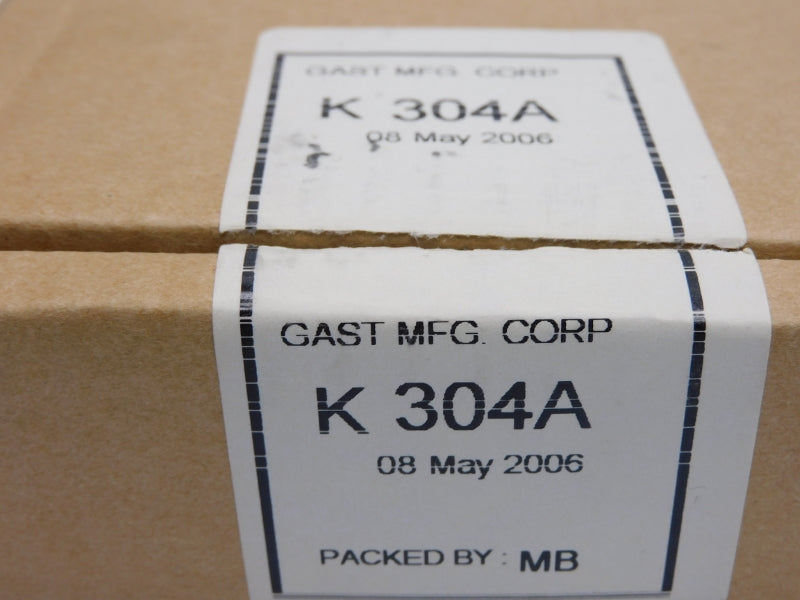 GAST MFG. CORP
K 304A
08 May 2006
GAST MFG. CORP
K 304A
08 May 2006
PACKED BY : MB